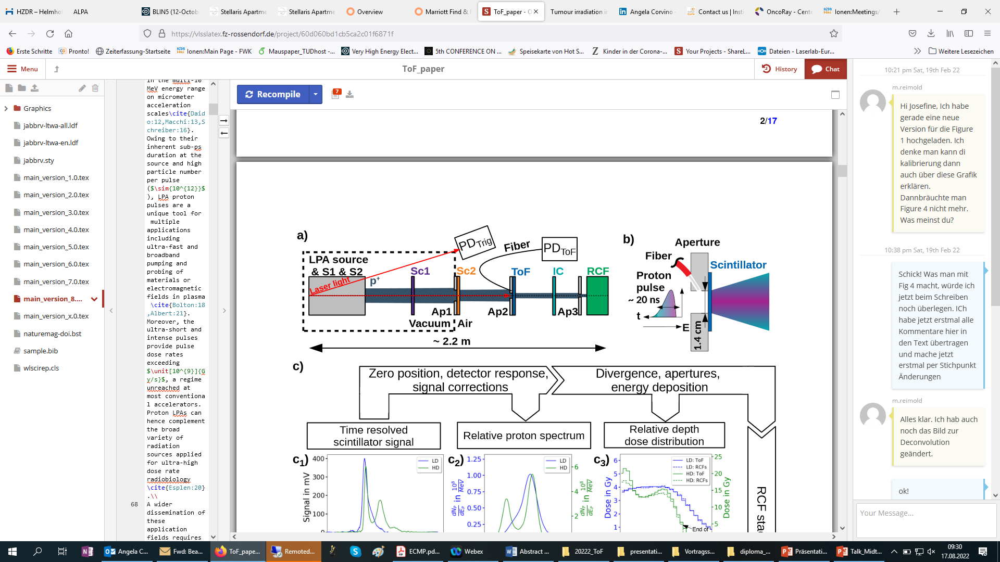 HZDR – Helmhol
ALPA
BLIN5 (12-Octob
Stellaris Apartme
Stellaris Apartme
Overview
Marriott Find &
ToF_paper - O
Tumour irradiation in
Angela Corvino -
Contact us | Insti
OncoRay - Cente
Ionen:Meetings/
https://vlsslatex.fz-rossendorf.de/project/60d060bd1cb5ca2c01f6871f
Erste Schritte
Pronto!
Zeiterfassung-Startseite
Ionen:Main Page - FWK
Mauspaper_TUDhost -...
Very High Energy Elect...
5th CONFERENCE ON ...
Speisekarte von Hot S...
Kinder in der Corona-...
Your Projects - ShareL...
Dateien - Laserlab-Eur...
Weitere Lesezeichen
Menu
ToF_paper
History
Chat
Graphics
jabbrv-ltwa-all.ldf
jabbrv-ltwa-en.ldf
jabbrv.sty
main_version_1.0.tex
main_version_2.0.tex
main_version_3.0.tex
main_version_4.0.tex
main_version_5.0.tex
main_version_6.0.tex
main_version_7.0.tex
main_version_8....
main_version_x.0.tex
naturemag-doi.bst
sample.bib
wlscirep.cls
in the multi-10
MeV energy range
on micrometer
acceleration
scales\cite{Daid
o:12,Macchi:13,S
chreiber:16}.
Owing to their
inherent sub-ps
duration at the
source and high
particle number
per pulse
($\sim{10^{12}}$
), LPA proton
pulses are a
unique tool for
multiple
applications
including
ultra-fast and
broadband
pumping and
probing of
materials or
electromagnetic
fields in plasma
\cite{Bolton:18
,Albert:21}.
Moreover, the
ultra-short and
intense pulses
provide pulse
dose rates
exceeding
$\unit[10^{9}]{G
y/s}$, a regime
unreached at
most conventiona
l accelerators.
Proton LPAs can
hence complement
the broad
variety of
radiation
sources applied
for ultra-high
dose rate
radiobiology
\cite{Esplen:20}
.\\
68
A wider
dissemination of
these
application
fields requires
Recompile
7
2/17
a)
LPA source
& S1 & S2
Laser light
p+
PDTrig
Fiber
PDToF
Sc1
Sc2
ToF
IC
RCF
Ap1
Ap2
Ap3
Vacuum
Air
~ 2.2 m
b)
Aperture
Fiber
Scintillator
Proton
pulse
~ 20 ns
t
E
1.4 cm
c)
Zero position, detector response,
signal corrections
Divergence, apertures,
energy deposition
Time resolved
scintillator signal
Relative proton spectrum
Relative depth
dose distribution
RCF stac
c1)
Signal in mV
400
300
200
100
0
LD
HD
c2)
dNP/dEP in 10^8/MeV
1.25
1.00
0.75
0.50
0.25
LD
HD
6
4
2
dNP/dEP in 10^8/MeV
c3)
Dose in Gy
6
5
4
3
2
1
LD: ToF
LD: RCFs
HD: ToF
HD: RCFs
End of
25
20
15
10
5
Dose in Gy
10:21 pm Sat, 19th Feb 22
m.reimold
Hi Josefine, Ich habe
gerade eine neue
Version für die Figure
1 hochgeladen. Ich
denke man kann di
kalibrierung dann
auch über diese Grafik
erklären.
Dannbräuchte man
Figure 4 nicht mehr.
Was meinst du?
10:38 pm Sat, 19th Feb 22
Schick! Was man mit
Fig 4 macht, würde ich
jetzt beim Schreiben
noch überlegen. ICh
habe jetzt erstmal alle
Kommentare hier in
den Text übertragen
und mache jetzt
erstmal per Stichpunkt
Änderungen
m.reimold
Alles klar. Ich hab auch
noch das Bild zur
Deconvolution
geändert.
ok!
Your Message...
Angela C...
Fwd: Bea...
ToF_pape...
Remoted...
ECMP.pd...
Webex
Abstract ...
20222_ToF
presentati...
Vortragss...
diploma_...
Präsentati...
Talk_Midt...
09:30
17.08.2022